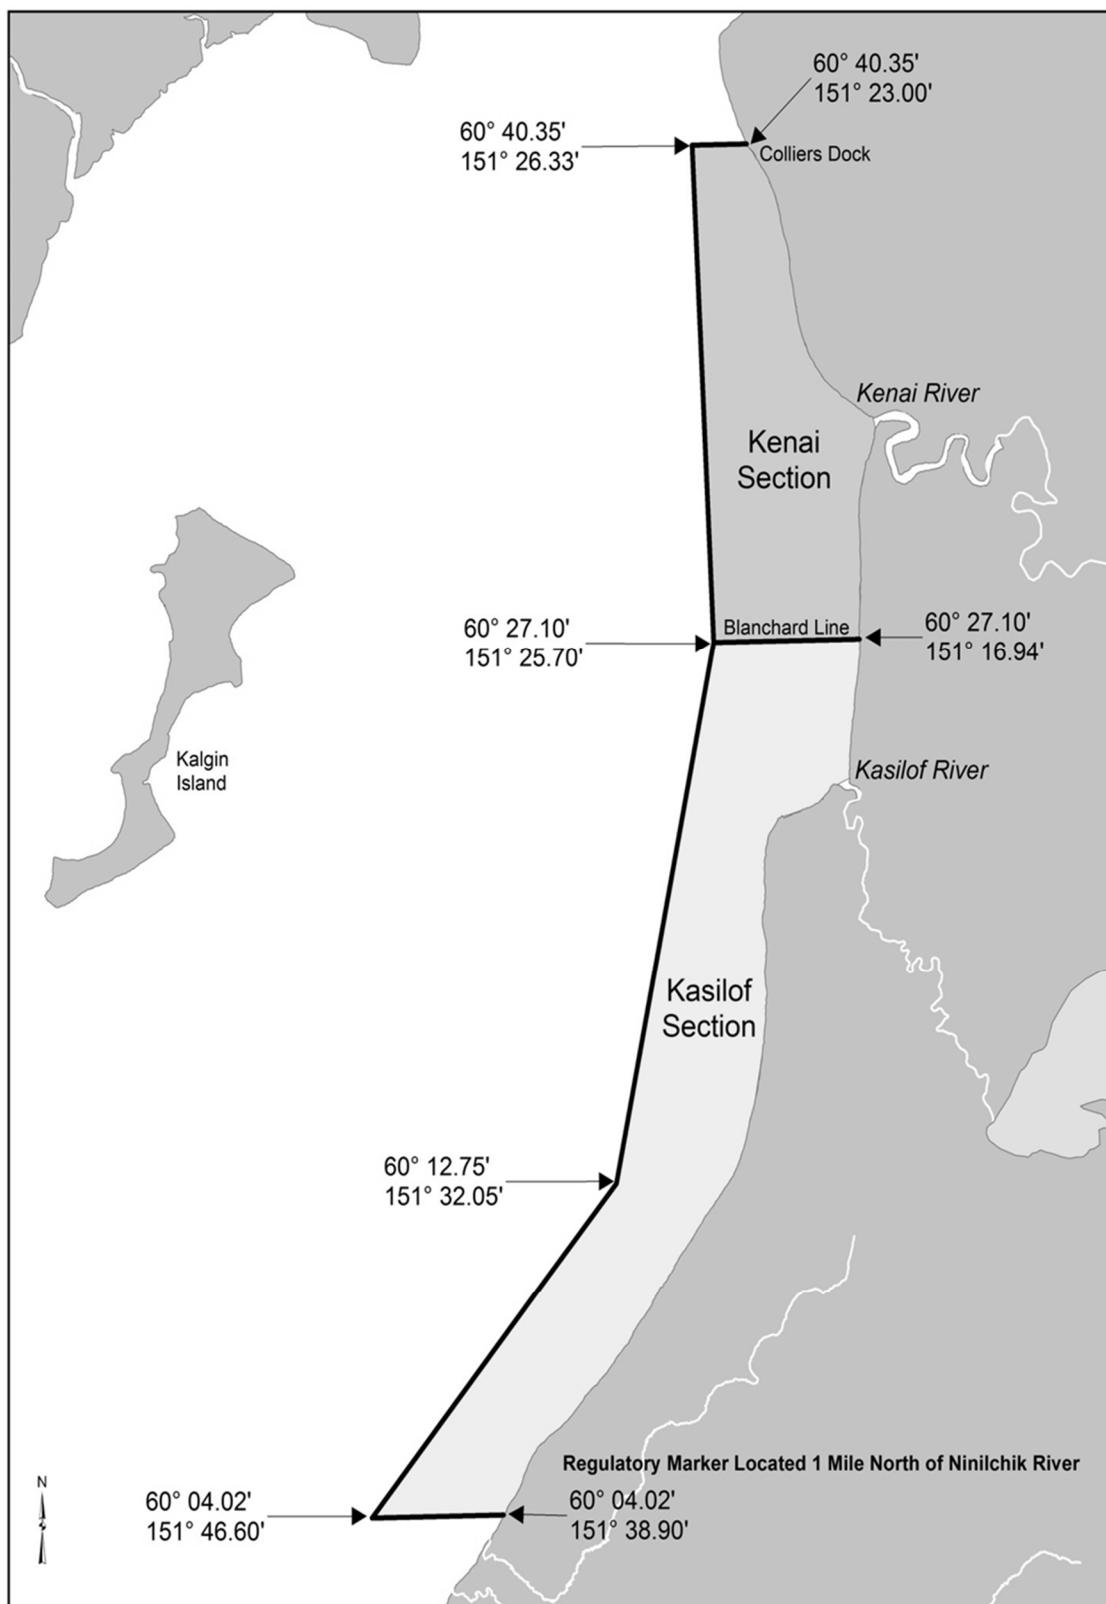 60° 40.35'
151° 23.00'
60° 40.35'
151° 26.33'
Colliers Dock
Kenai River
Kenai
Section
Blanchard Line
60° 27.10'
151° 25.70'
60° 27.10'
151° 16.94'
Kalgin
Island
Kasilof River
Kasilof
Section
60° 12.75'
151° 32.05'
Regulatory Marker Located 1 Mile North of Ninilchik River
N
60° 04.02'
151° 46.60'
60° 04.02'
151° 38.90'